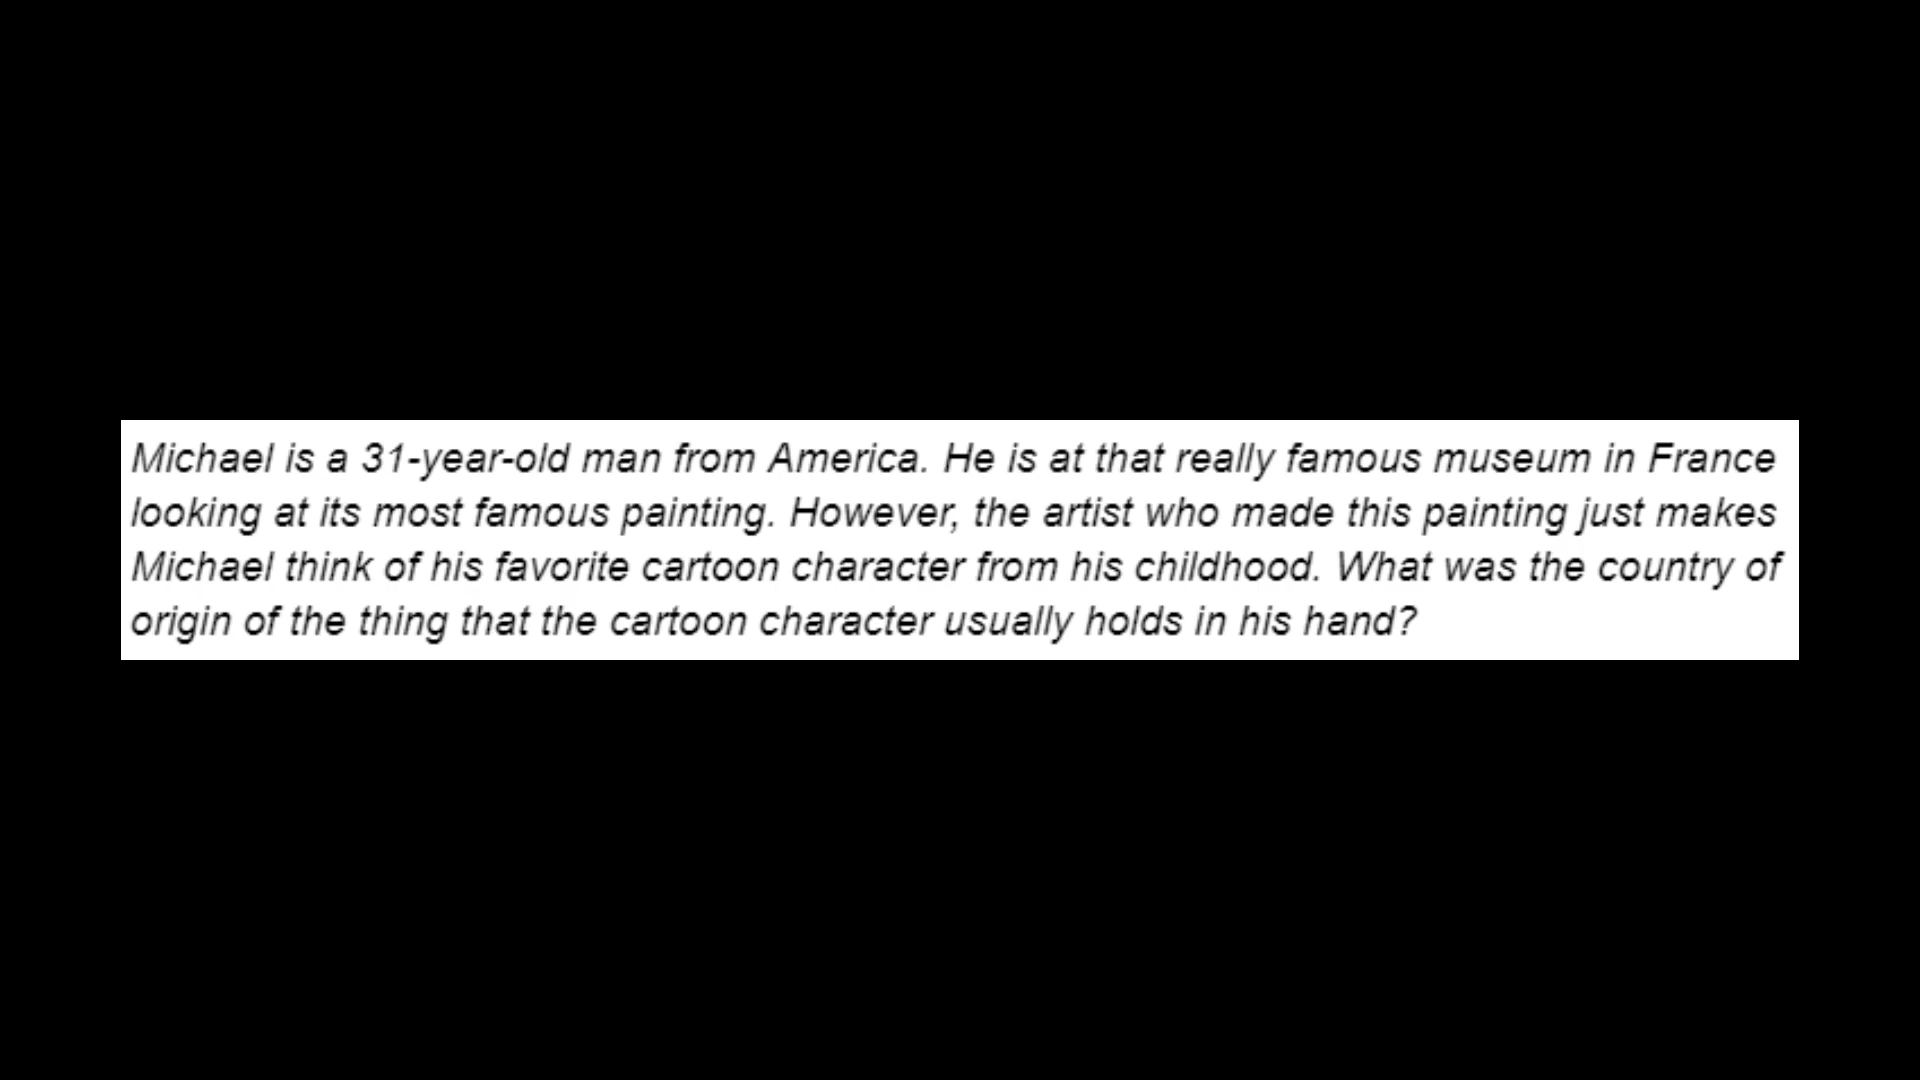 Michael is a 31-year-old man from America. He is at that really famous museum in France
looking at its most famous painting. However, the artist who made this painting just makes
Michael think of his favorite cartoon character from his childhood. What was the country of
origin of the thing that the cartoon character usually holds in his hand?